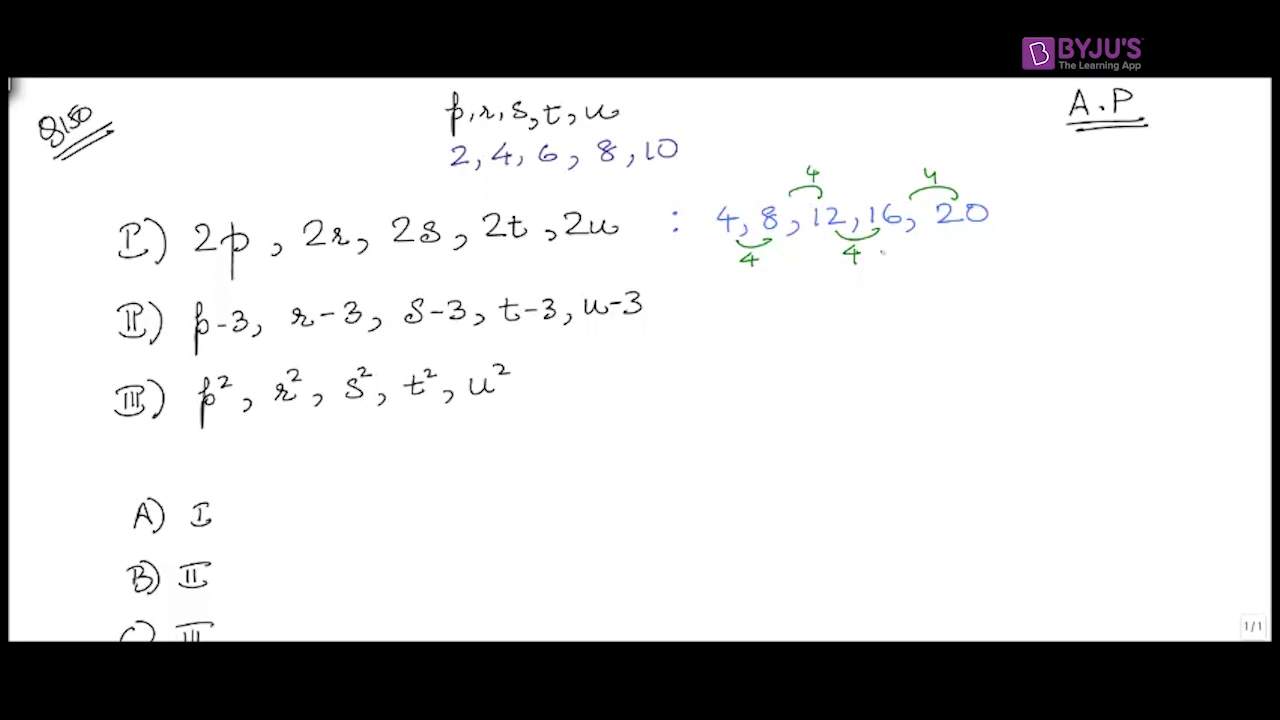 BYJU'S
The Learning App
8150
p, r, s, t, u
A.P
2, 4, 6, 8, 10
4 4
I) 2p, 2r, 2s, 2t, 2u : 4, 8, 12, 16, 20
4 4
II) p-3, r-3, s-3, t-3, u-3
III) p², r², s², t², u²
A) I
B) II
C) III
1/1